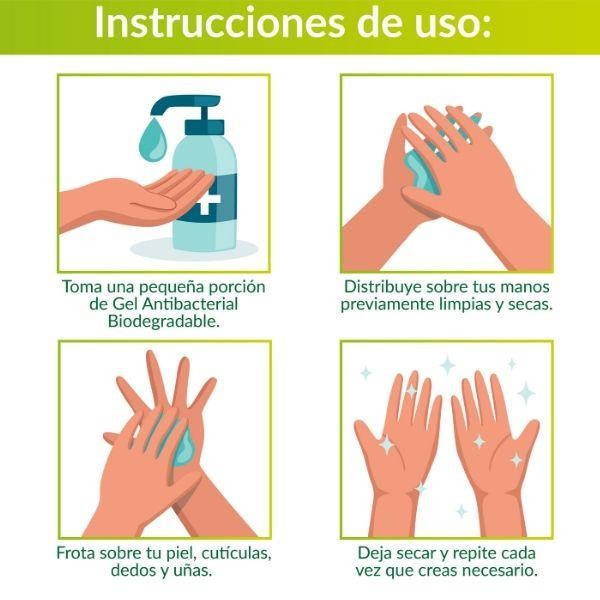 Instrucciones de uso:
Toma una pequeña porción
de Gel Antibacterial
Biodegradable.
Distribuye sobre tus manos
previamente limpias y secas.
Frota sobre tu piel, cutículas,
dedos y uñas.
Deja secar y repite cada
vez que creas necesario.